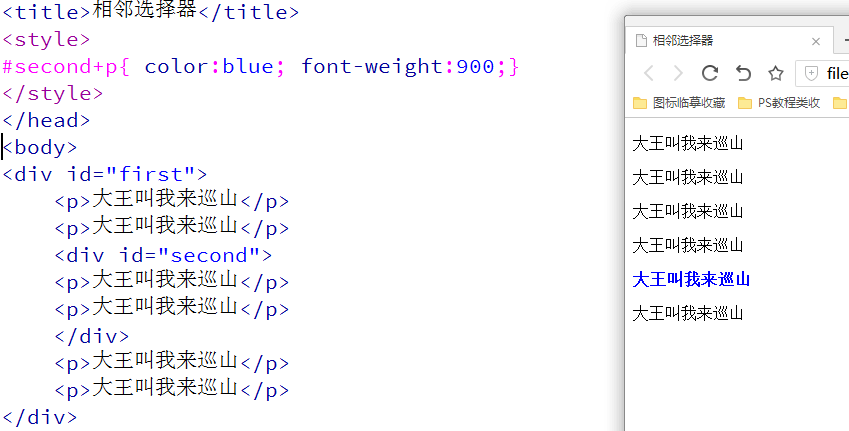 <title>相邻选择器</title>
<style>
#second+p{ color:blue; font-weight:900;}
</style>
</head>
<body>
<div id="first">
<p>大王叫我来巡山</p>
<p>大王叫我来巡山</p>
<div id="second">
<p>大王叫我来巡山</p>
<p>大王叫我来巡山</p>
</div>
<p>大王叫我来巡山</p>
<p>大王叫我来巡山</p>
</div>
相邻选择器
file
图标临摹收藏 PS教程类收
大王叫我来巡山
大王叫我来巡山
大王叫我来巡山
大王叫我来巡山
大王叫我来巡山
大王叫我来巡山